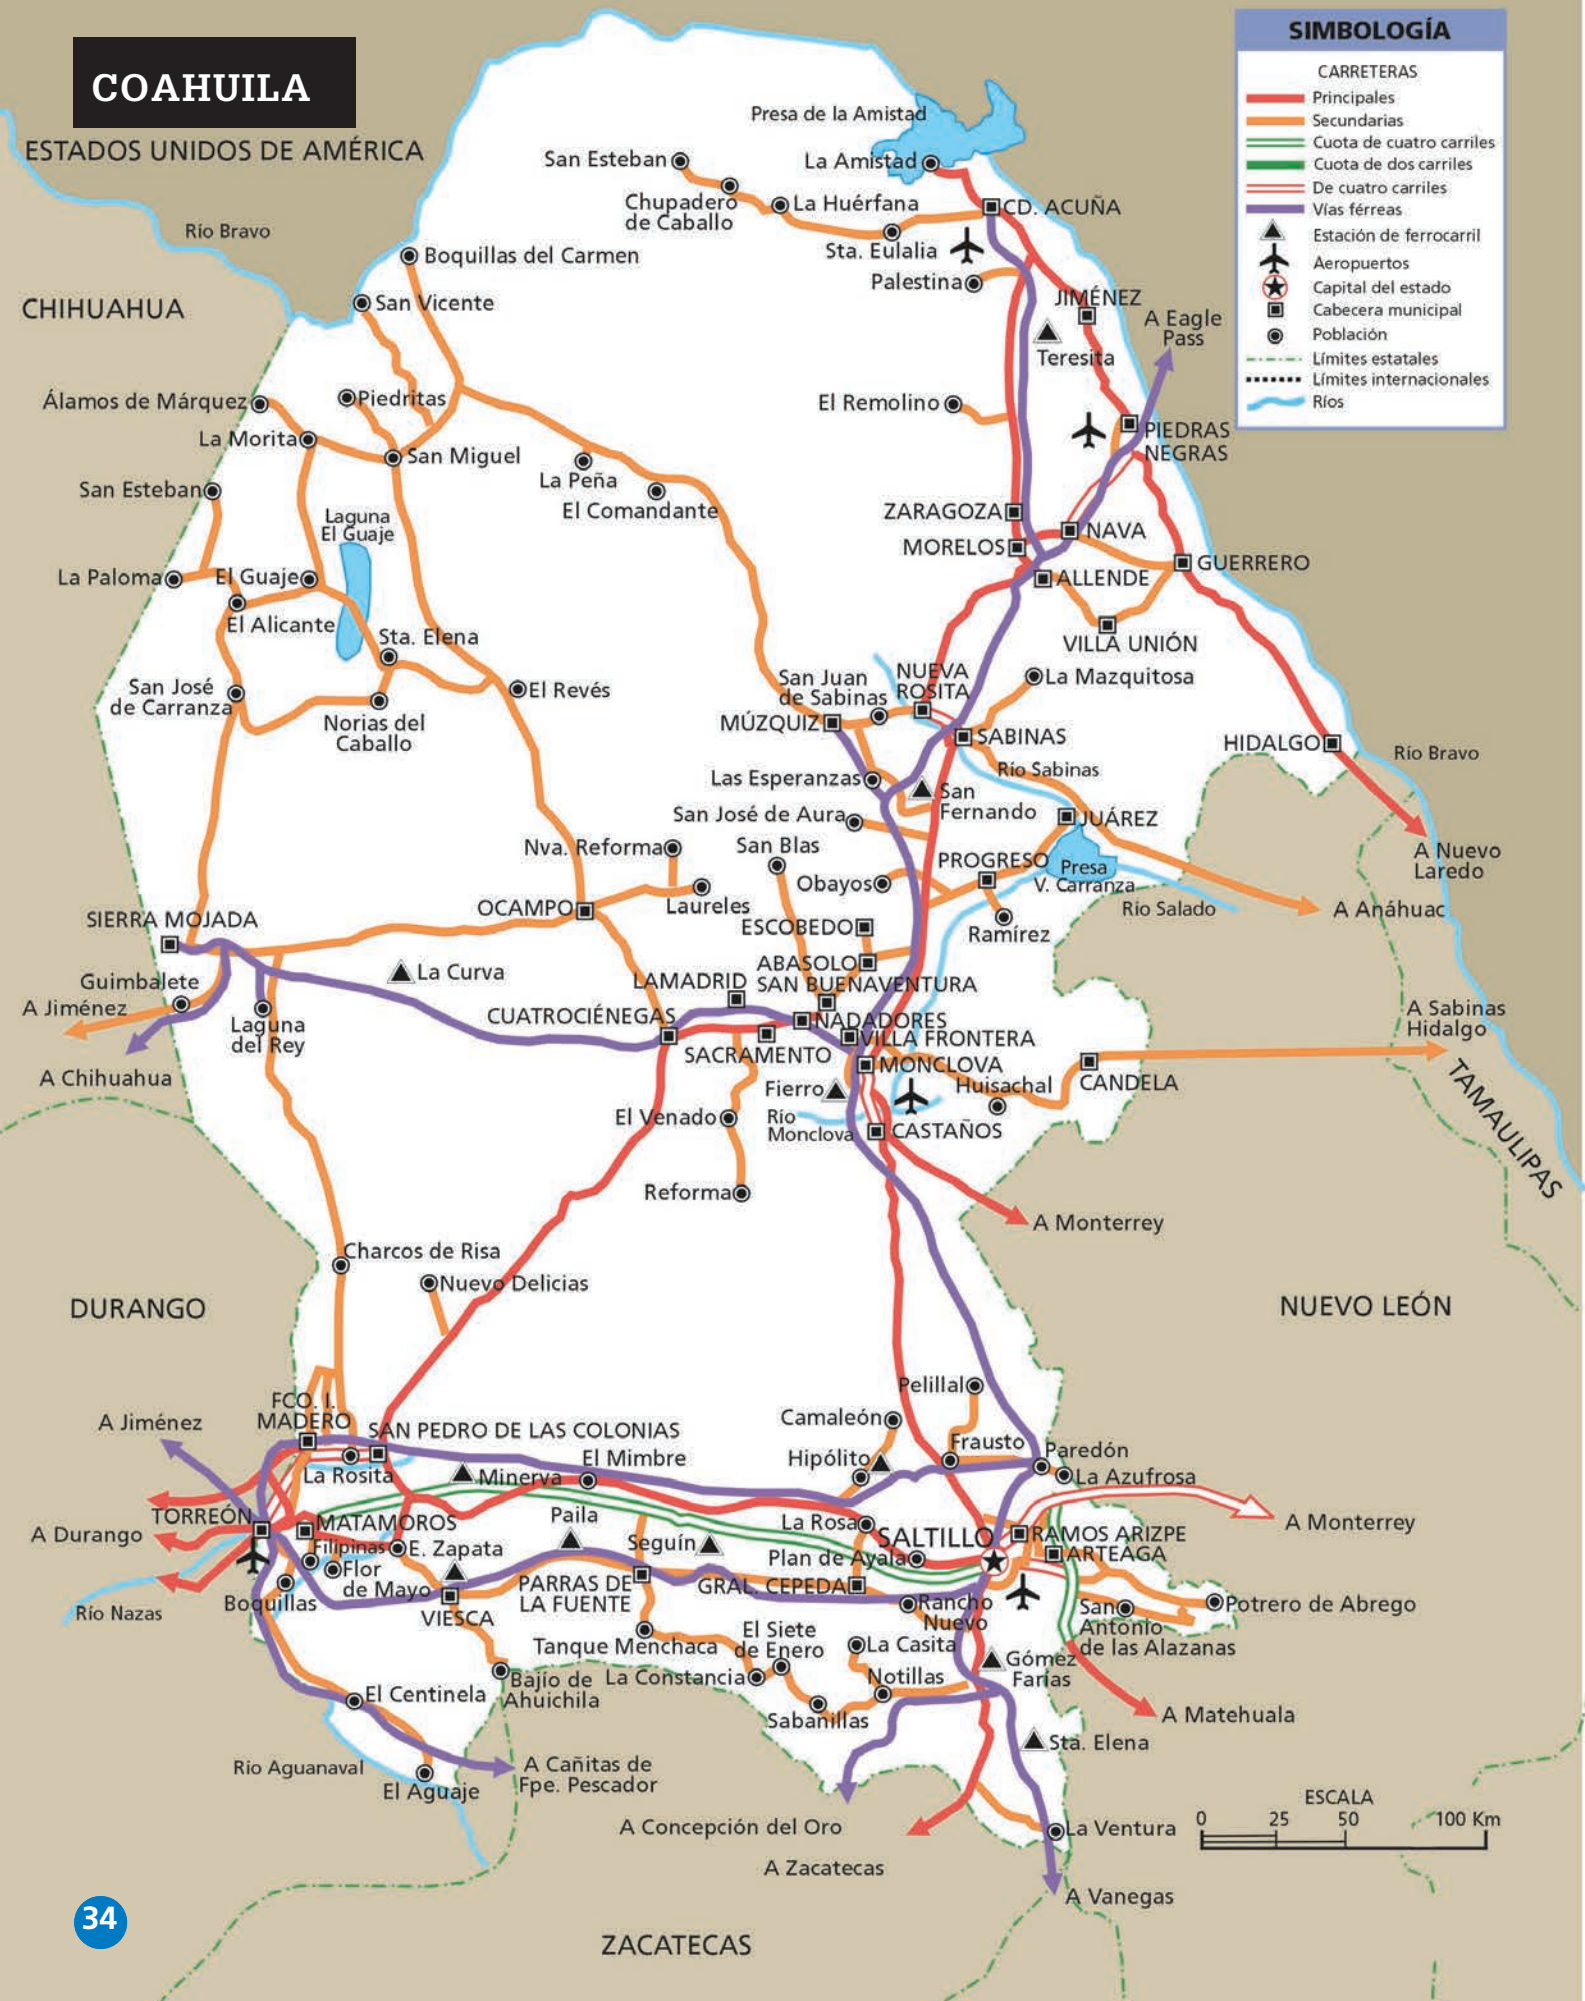 COAHUILA
SIMBOLOGÍA
CARRETERAS
Principales
Secundarias
Cuota de cuatro carriles
Cuota de dos carriles
De cuatro carriles
Vías férreas
Estación de ferrocarril
Aeropuertos
Capital del estado
Cabecera municipal
Población
Límites estatales
Límites internacionales
Ríos
ESTADOS UNIDOS DE AMÉRICA
Presa de la Amistad
San Esteban
La Amistad
Chupadero
de Caballo
La Huérfana
CD. ACUÑA
Río Bravo
Sta. Eulalia
Boquillas del Carmen
Palestina
CHIHUAHUA
San Vicente
JIMÉNEZ
A Eagle
Pass
Teresita
Álamos de Márquez
Piedritas
El Remolino
La Morita
San Miguel
PIEDRAS
NEGRAS
La Peña
San Esteban
El Comandante
Laguna
El Guaje
ZARAGOZA
NAVA
MORELOS
La Paloma
El Guaje
ALLENDE
GUERRERO
El Alicante
Sta. Elena
VILLA UNIÓN
San José
de Carranza
El Revés
San Juan
de Sabinas
NUEVA
ROSITA
La Mazquitosa
Norias del
Caballo
MÚZQUIZ
SABINAS
HIDALGO
Río Bravo
Las Esperanzas
Río Sabinas
San
Fernando
San José de Aura
JUÁREZ
Nva. Reforma
San Blas
A Nuevo
Laredo
PROGRESO
Presa
V. Carranza
Obayos
Laureles
OCAMPO
Río Salado
A Anáhuac
SIERRA MOJADA
ESCOBEDO
Ramírez
La Curva
ABASOLO
LAMADRID
SAN BUENAVENTURA
Guimbalete
A Jiménez
CUATROCIÉNEGAS
NADADORES
A Sabinas
Hidalgo
Laguna
del Rey
SACRAMENTO
VILLA FRONTERA
MONCLOVA
A Chihuahua
Fierro
Huisachal
CANDELA
TAMAULIPAS
El Venado
Río
Monclova
CASTAÑOS
Reforma
A Monterrey
Charcos de Risa
Nuevo Delicias
DURANGO
NUEVO LEÓN
Pelillal
FCO. I.
MADERO
A Jiménez
SAN PEDRO DE LAS COLONIAS
Camaleón
Frausto
Paredón
La Rosita
Minerva
El Mimbre
Hipólito
La Azufrosa
TORREÓN
MATAMOROS
Paila
La Rosa
SALTILLO
RAMOS ARIZPE
A Monterrey
A Durango
Filipinas
E. Zapata
Seguín
Plan de Ayala
ARTEAGA
Flor
de Mayo
PARRAS DE
LA FUENTE
GRAL. CEPEDA
Boquillas
Río Nazas
VIESCA
Rancho
Nuevo
San
Antonio
de las Alazanas
Potrero de Abrego
Tanque Menchaca
El Siete
de Enero
La Casita
Gómez
Farías
Bajío de
Ahuichila
La Constancia
Notillas
El Centinela
Sabanillas
A Matehuala
Sta. Elena
Río Aguanaval
El Aguaje
A Cañitas de
Fpe. Pescador
ESCALA
0 25 50 100 Km
A Concepción del Oro
La Ventura
A Zacatecas
A Vanegas
34
ZACATECAS